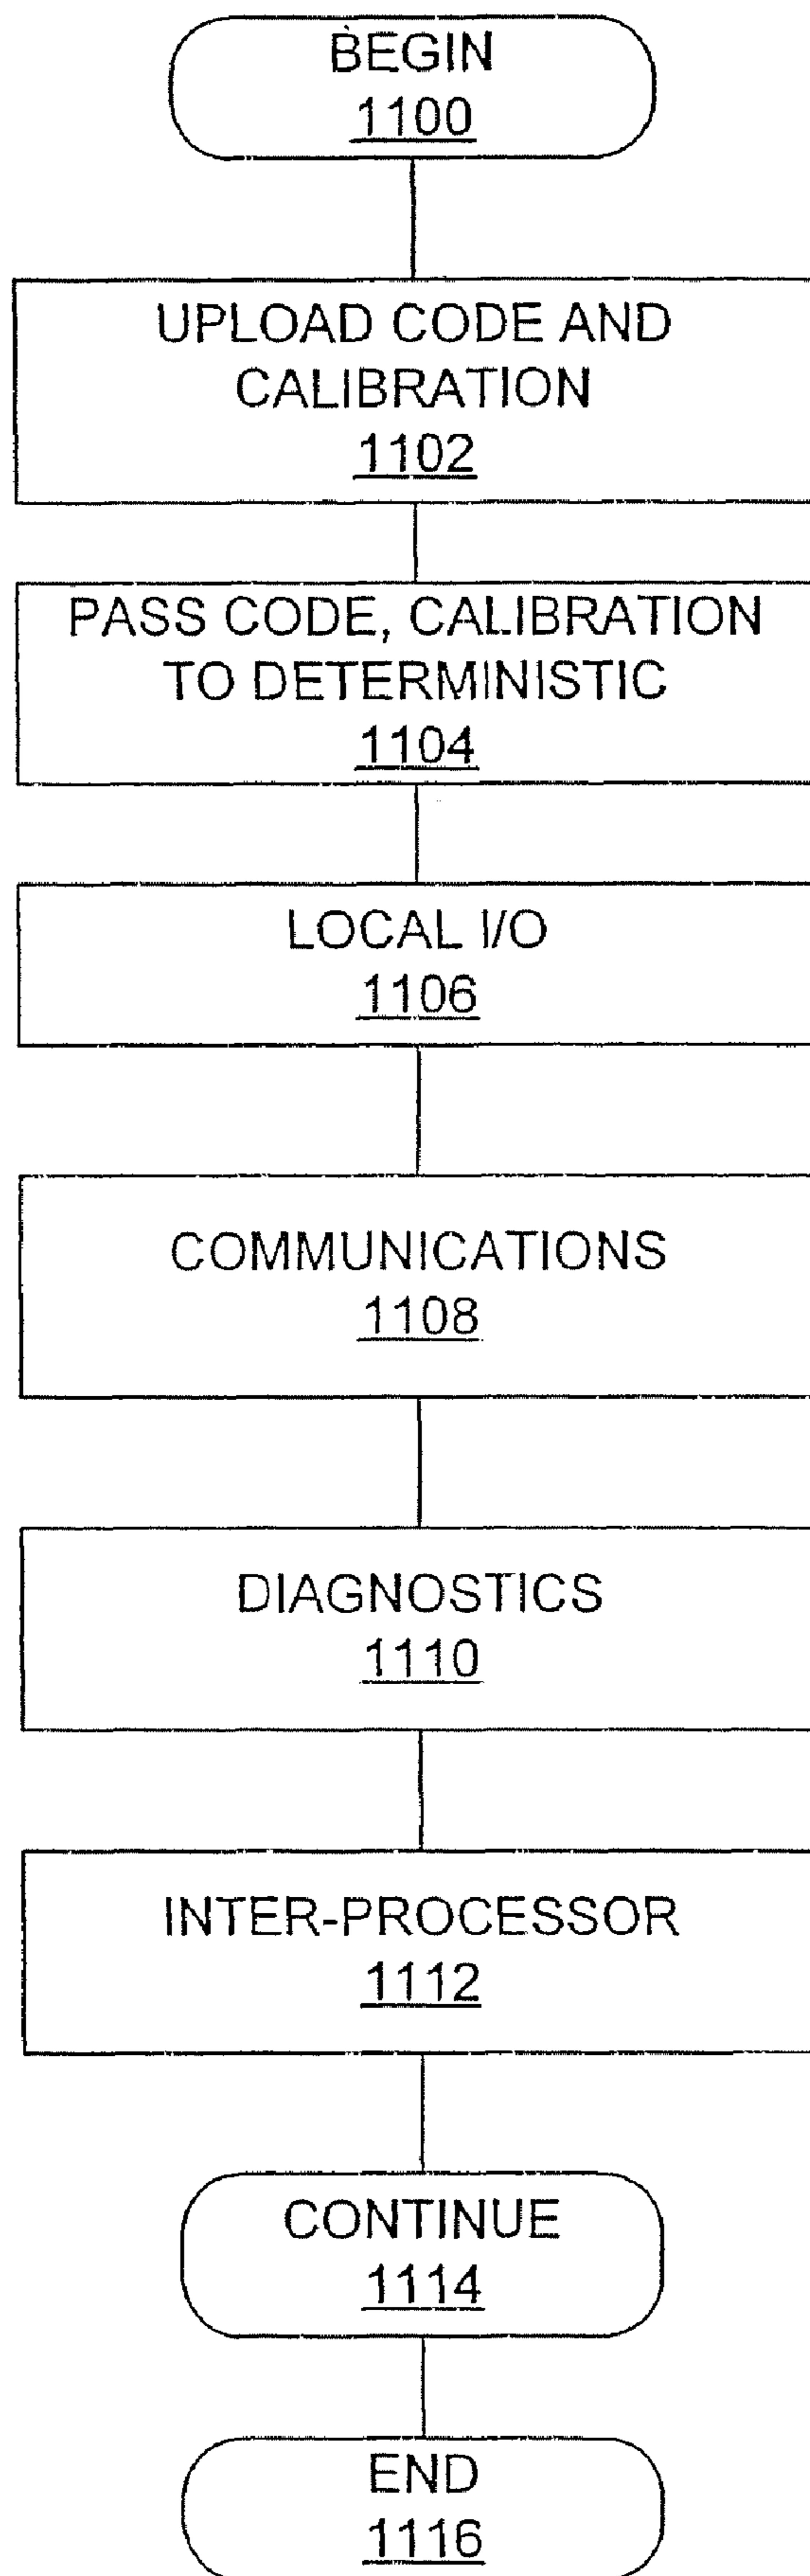 BEGIN
1100
UPLOAD CODE AND
CALIBRATION
1102
PASS CODE, CALIBRATION
TO DETERMINISTIC
1104
LOCAL I/O
1106
COMMUNICATIONS
1108
DIAGNOSTICS
1110
INTER-PROCESSOR
1112
CONTINUE
1114
END
1116